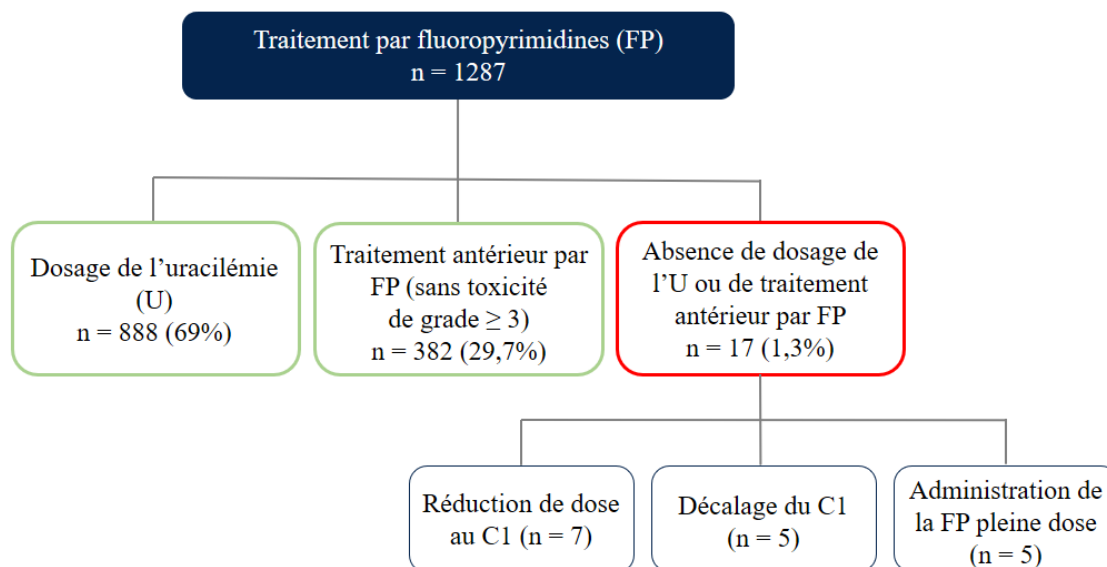 Traitement par fluoropyrimidines (FP)
n = 1287
Dosage de l’uracilémie
(U)
n = 888 (69%)
Traitement antérieur par
FP (sans toxicité
de grade ≥ 3)
n = 382 (29,7%)
Absence de dosage de
l’U ou de traitement
antérieur par FP
n = 17 (1,3%)
Réduction de dose
au C1 (n = 7)
Décalage du C1
(n = 5)
Administration de
la FP pleine dose
(n = 5)